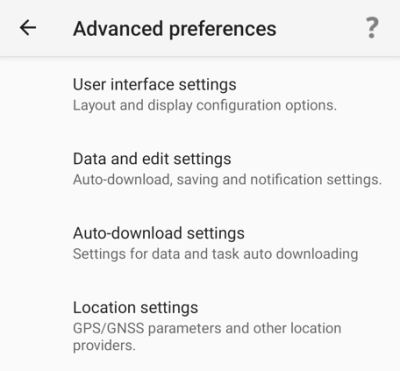 Advanced preferences ?
User interface settings
Layout and display configuration options.
Data and edit settings
Auto-download, saving and notification settings.
Auto-download settings
Settings for data and task auto downloading
Location settings
GPS/GNSS parameters and other location
providers.